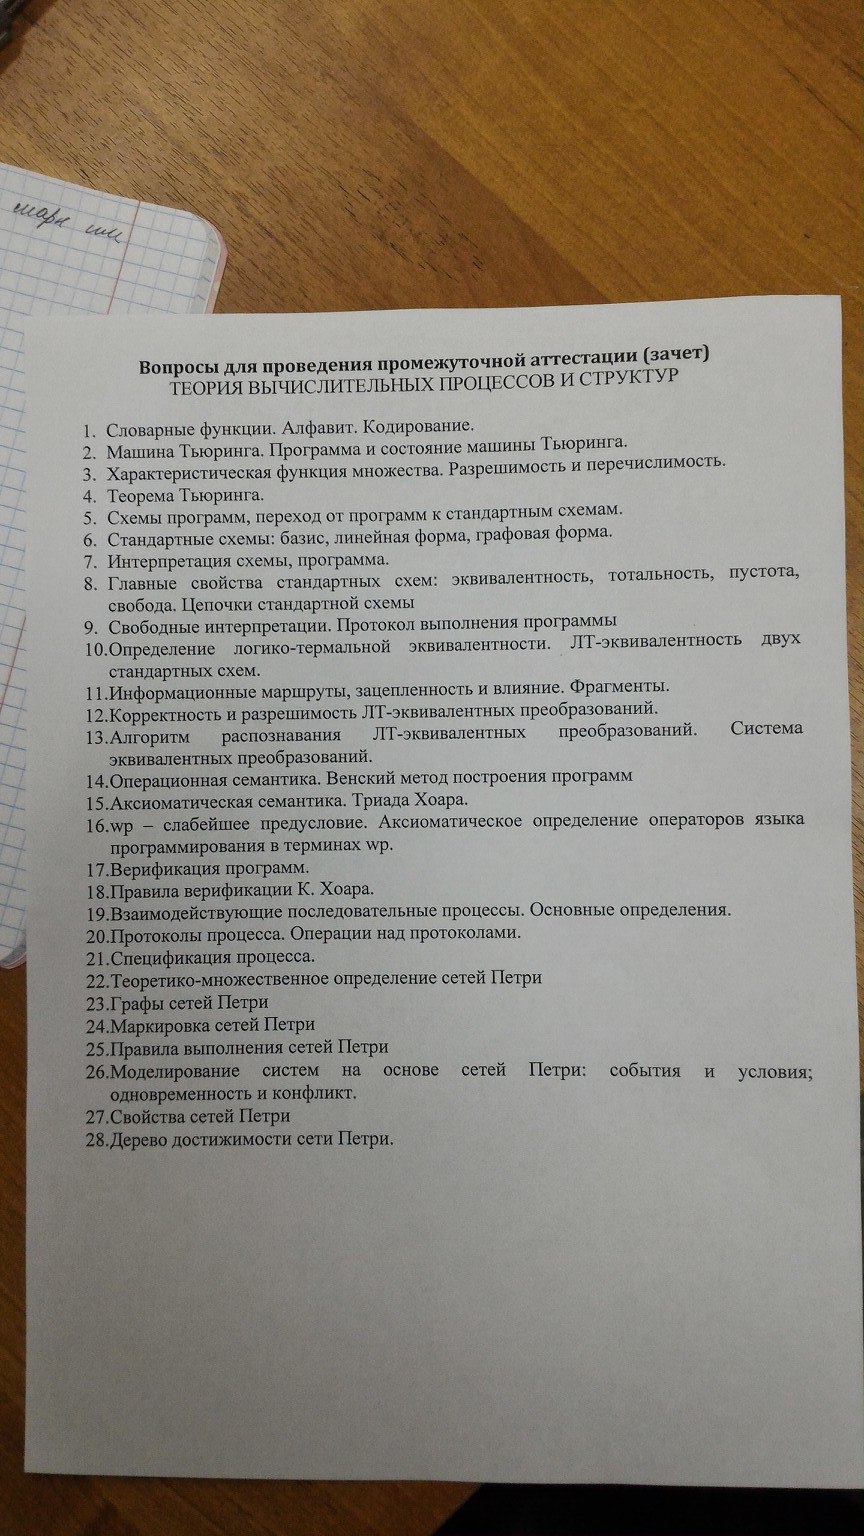 Вопросы для проведения промежуточной аттестации (зачет)
ТЕОРИЯ ВЫЧИСЛИТЕЛЬНЫХ ПРОЦЕССОВ И СТРУКТУР
1. Словарные функции. Алфавит. Кодирование.
2. Машина Тьюринга. Программа и состояние машины Тьюринга.
3. Характеристическая функция множества. Разрешимость и перечислимость.
4. Теорема Тьюринга.
5. Схемы программ, переход от программ к стандартным схемам.
6. Стандартные схемы: базис, линейная форма, графовая форма.
7. Интерпретация схемы, программа.
8. Главные свойства стандартных схем: эквивалентность, тотальность, пустота,
свобода. Цепочки стандартной схемы
9. Свободные интерпретации. Протокол выполнения программы
10.Определение логико-термальной эквивалентности. ЛТ-эквивалентность двух
стандартных схем.
11.Информационные маршруты, зацепленность и влияние. Фрагменты.
12.Корректность и разрешимость ЛТ-эквивалентных преобразований.
13.Алгоритм распознавания ЛТ-эквивалентных преобразований. Система
эквивалентных преобразований.
14.Операционная семантика. Венский метод построения программ
15.Аксиоматическая семантика. Триада Хоара.
16.wp – слабейшее предусловие. Аксиоматическое определение операторов языка
программирования в терминах wp.
17.Верификация программ.
18.Правила верификации К. Хоара.
19.Взаимодействующие последовательные процессы. Основные определения.
20.Протоколы процесса. Операции над протоколами.
21.Спецификация процесса.
22.Теоретико-множественное определение сетей Петри
23.Графы сетей Петри
24.Маркировка сетей Петри
25.Правила выполнения сетей Петри
26.Моделирование систем на основе сетей Петри: события и условия;
одновременность и конфликт.
27.Свойства сетей Петри
28.Дерево достижимости сети Петри.